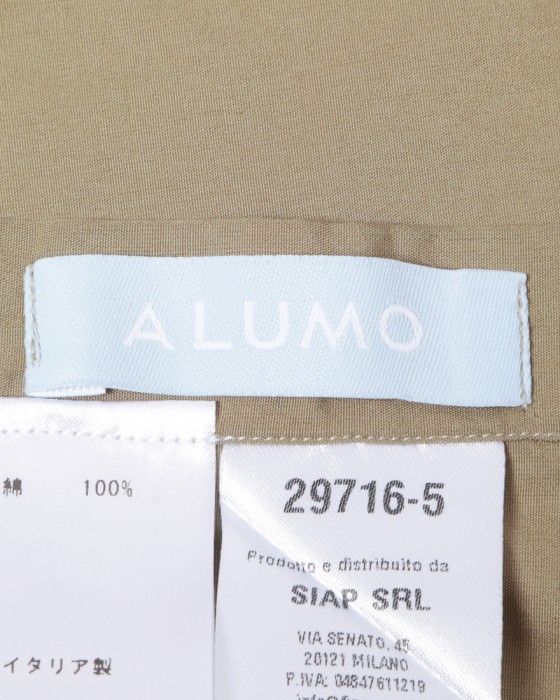 ALUMO
綿 100%
イタリア製
29716-5
Prodotto e distribuito da
SIAP SRL
VIA SENATO, 45
20121 MILANO
P.IVA: 04847611219